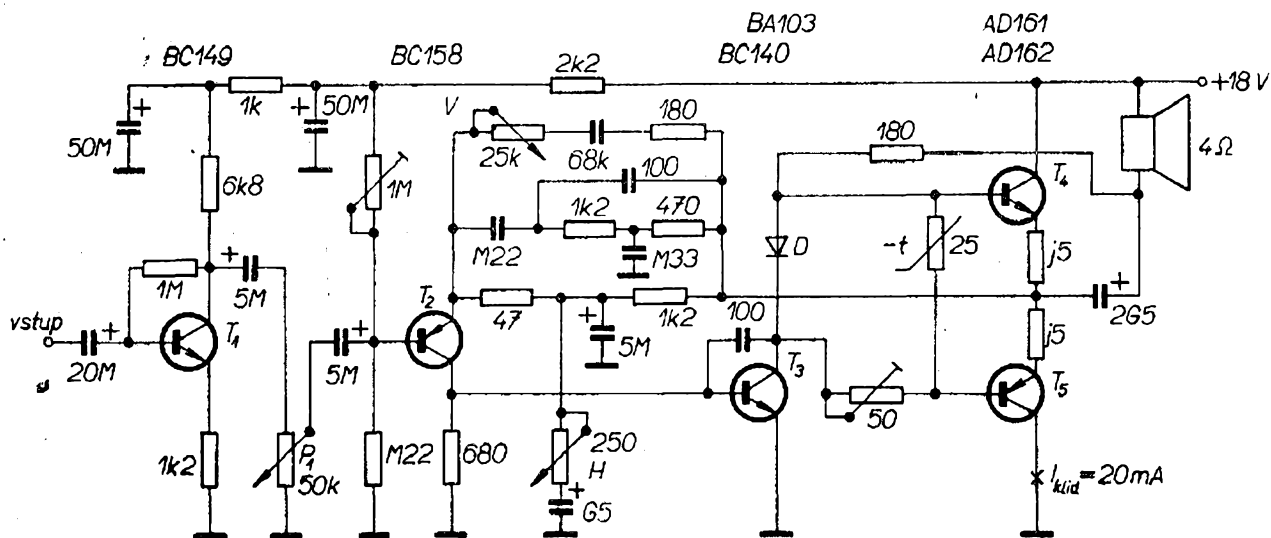 BA103 AD161
BC149 BC158 BC140 AD162
2k2
+18 V
1k
50M + 50M
V
180
180
25k
68k
4Ω
100
6k8
1M
T4
1k2 470
M22
M33
D
-t 25
j5
1M
5M
T2
47
1k2
100
2G5
vstup
T1
5M
j5
20M
5M
T3
T5
50
1k2
P1
50k
M22
680
250
H
G5
Iklid=20mA